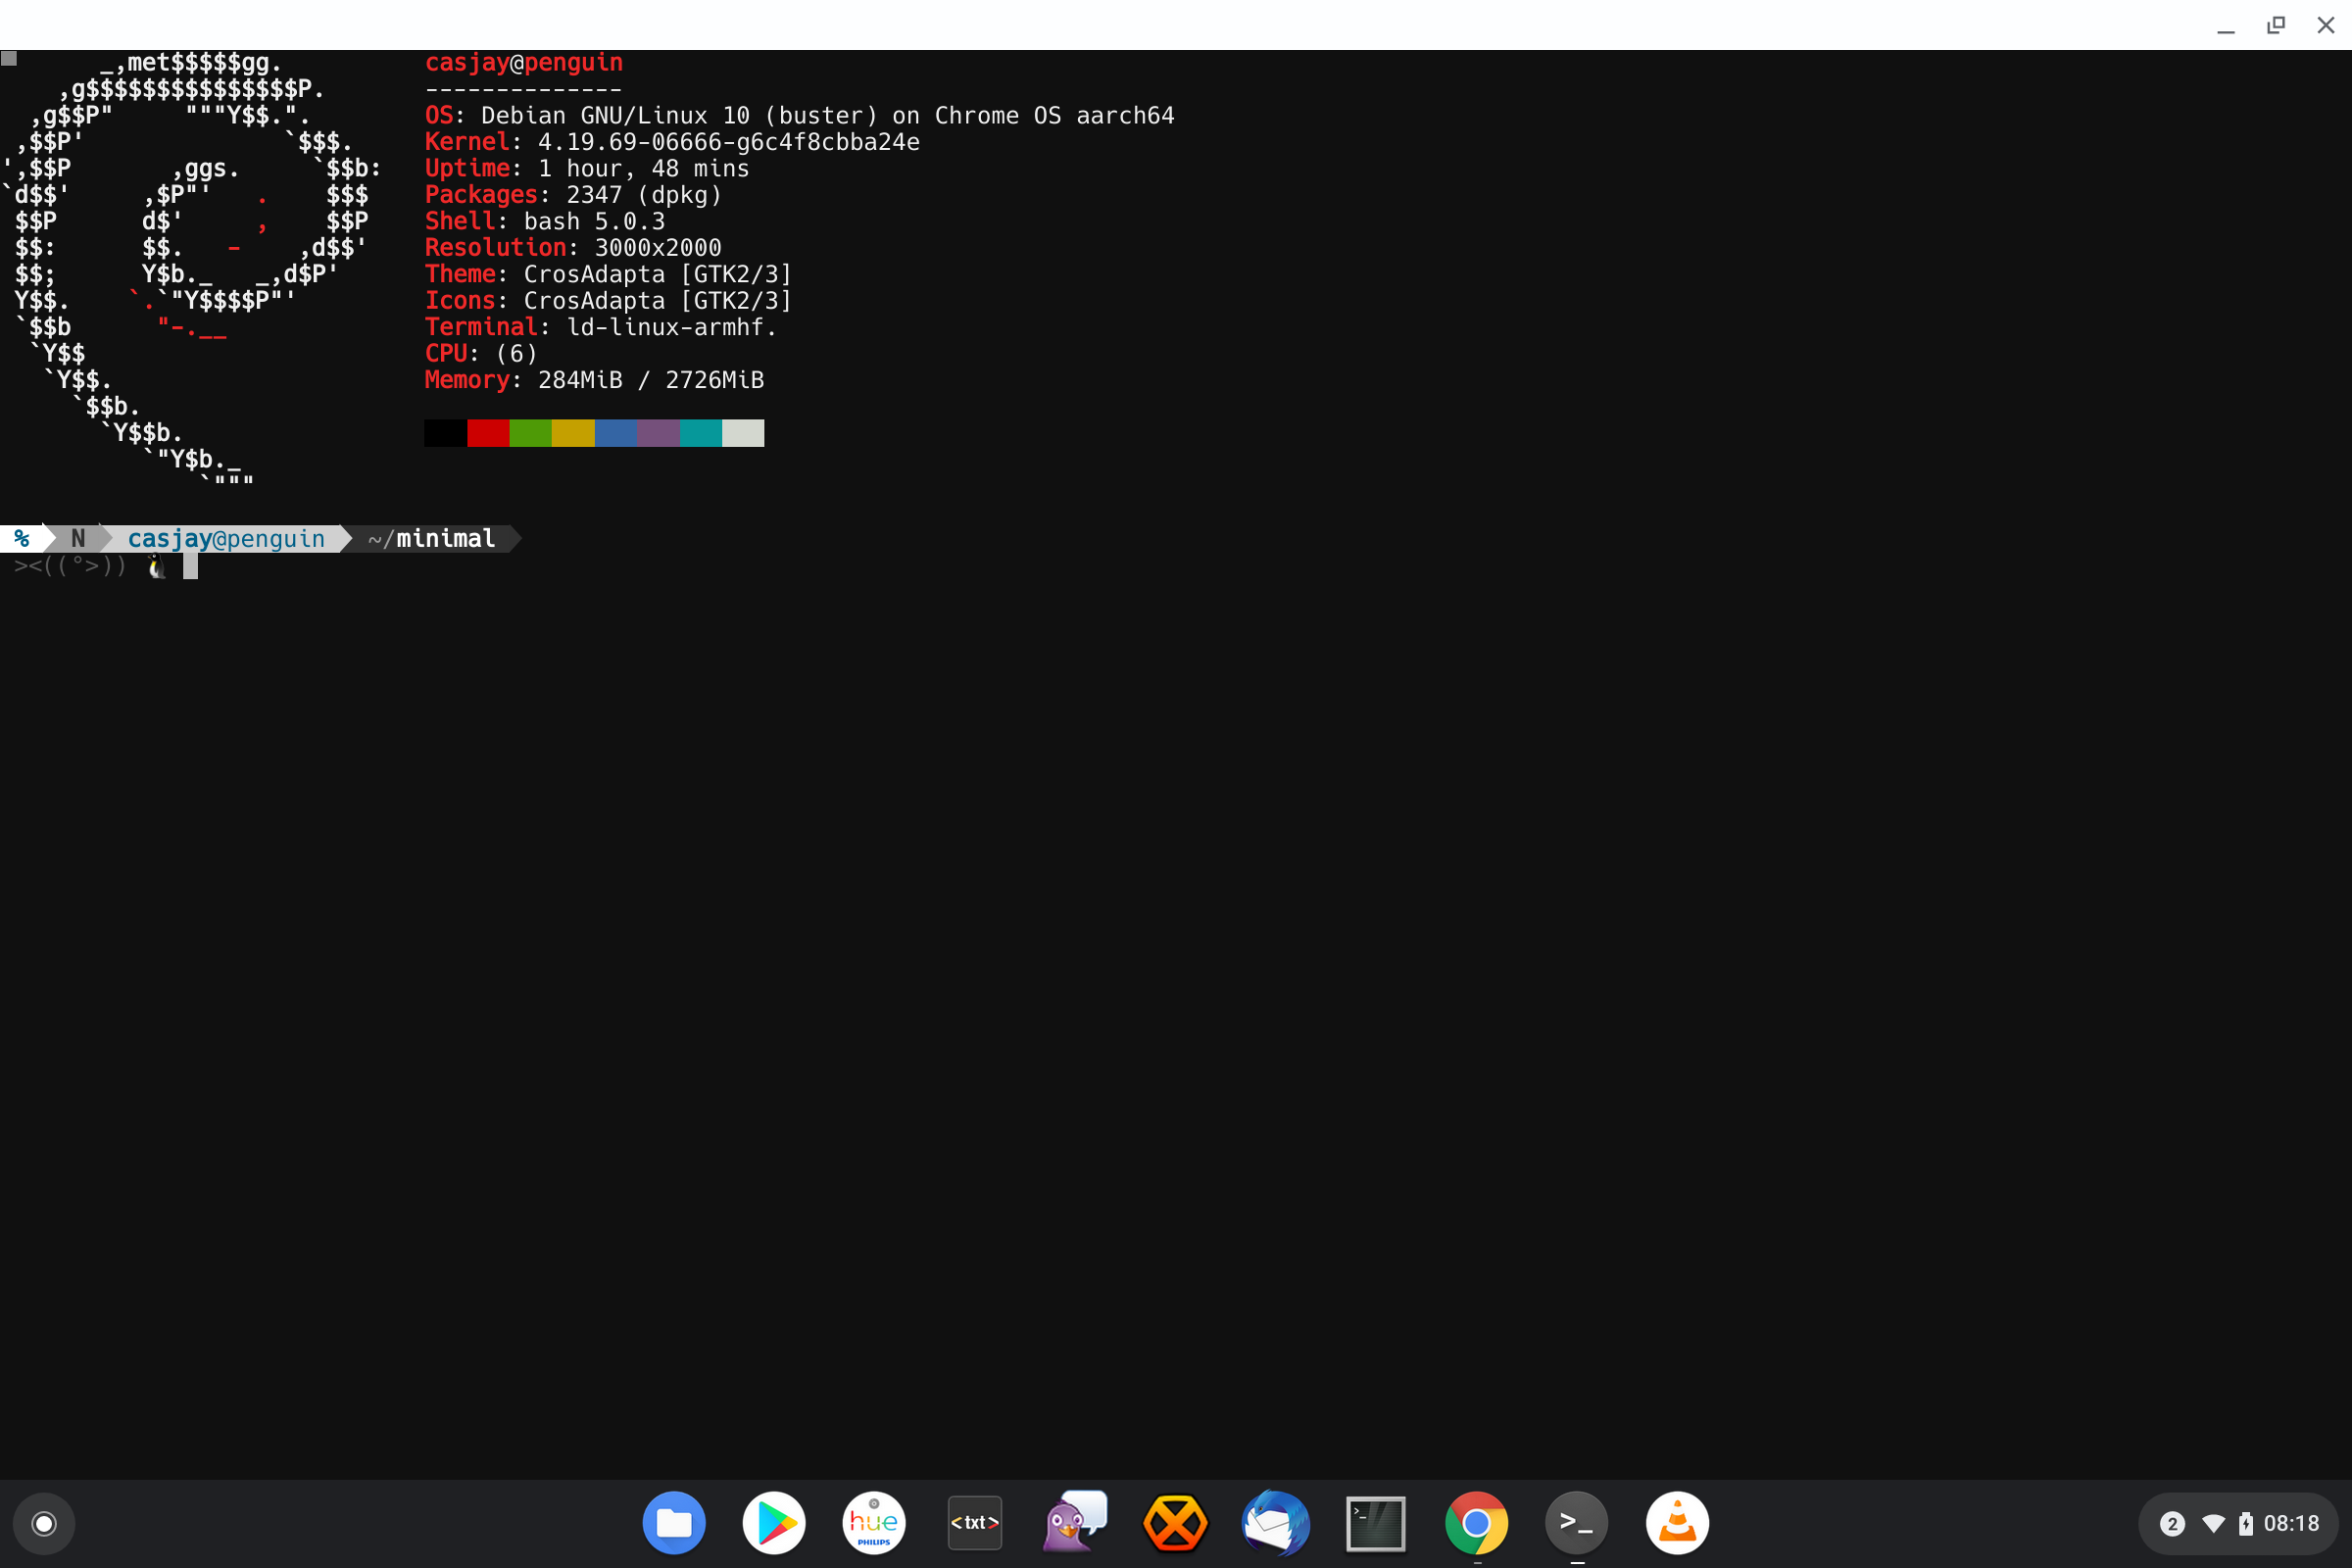 _,met$$$$$gg.          casjay@penguin
    ,g$$$$$$$$$$$$$$$P.       --------------
  ,g$$P"     """Y$$.".        OS: Debian GNU/Linux 10 (buster) on Chrome OS aarch64
 ,$$P'              `$$$.     Kernel: 4.19.69-06666-g6c4f8cbba24e
',$$P       ,ggs.     `$$b:   Uptime: 1 hour, 48 mins
`d$$'     ,$P"'   .    $$$    Packages: 2347 (dpkg)
 $$P      d$'     ,    $$P    Shell: bash 5.0.3
 $$:      $$.   -    ,d$$'    Resolution: 3000x2000
 $$;      Y$b._   _,d$P'      Theme: CrosAdapta [GTK2/3]
 Y$$.    `.`"Y$$$$P"'         Icons: CrosAdapta [GTK2/3]
 `$$b      "-.__              Terminal: ld-linux-armhf.
  `Y$$                        CPU: (6)
   `Y$$.                      Memory: 284MiB / 2726MiB
     `$$b.
       `Y$$b.
          `"Y$b._
              `"""
% N casjay@penguin ~/minimal
><((°>)) 🐧
hue
PHILIPS
<txt>
>_
>_
2 08:18